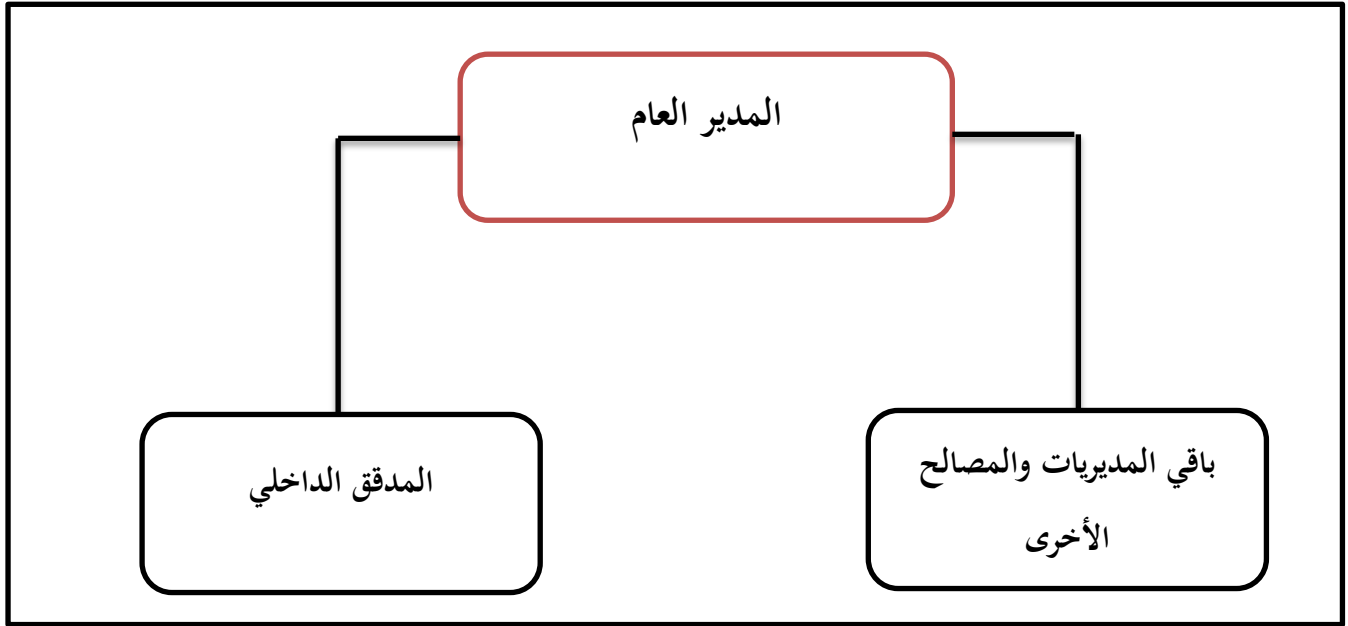 المدير العام
باقي المديريات والمصالح
الأخرى
المدقق الداخلي